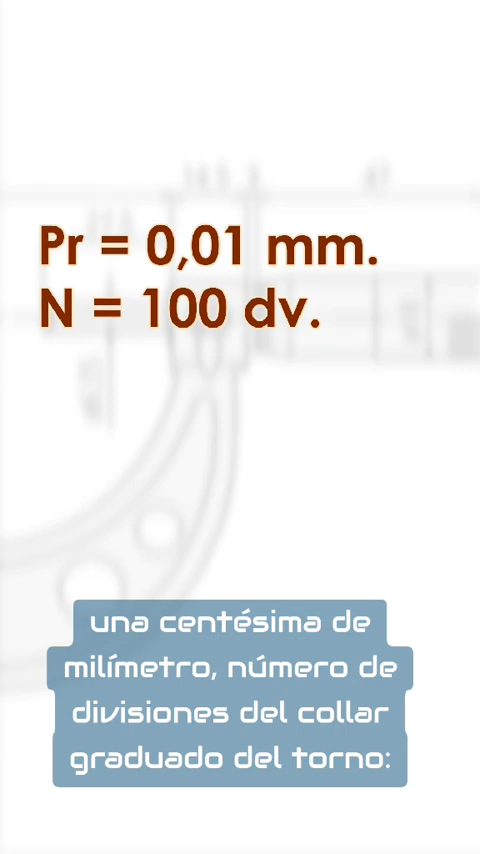 Pr = 0,01 mm.
N = 100 dv.
una centésima de
milímetro, número de
divisiones del collar
graduado del torno: